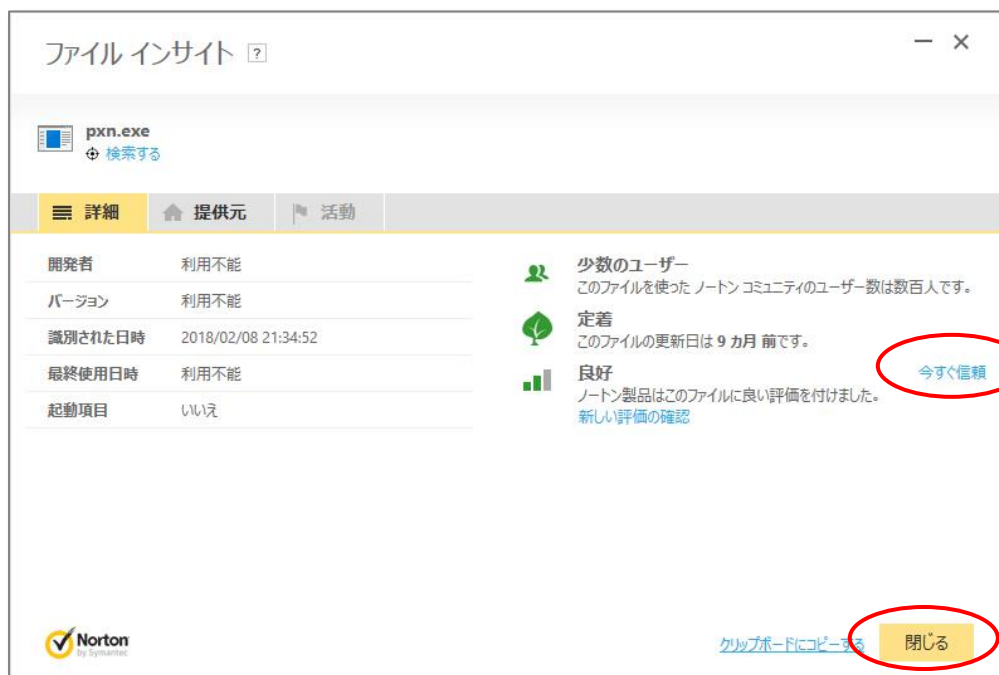 ファイル インサイト ?
pxn.exe
検索する
詳細 提供元 活動
開発者 利用不能
バージョン 利用不能
識別された日時 2018/02/08 21:34:52
最終使用日時 利用不能
起動項目 いいえ
少数のユーザー
このファイルを使った ノートン コミュニティのユーザー数は数百人です。
定着
このファイルの更新日は 9 カ月 前です。
良好 今すぐ信頼
ノートン製品はこのファイルに良い評価を付けました。
新しい評価の確認
Norton
by Symantec
クリップボードにコピーする 閉じる